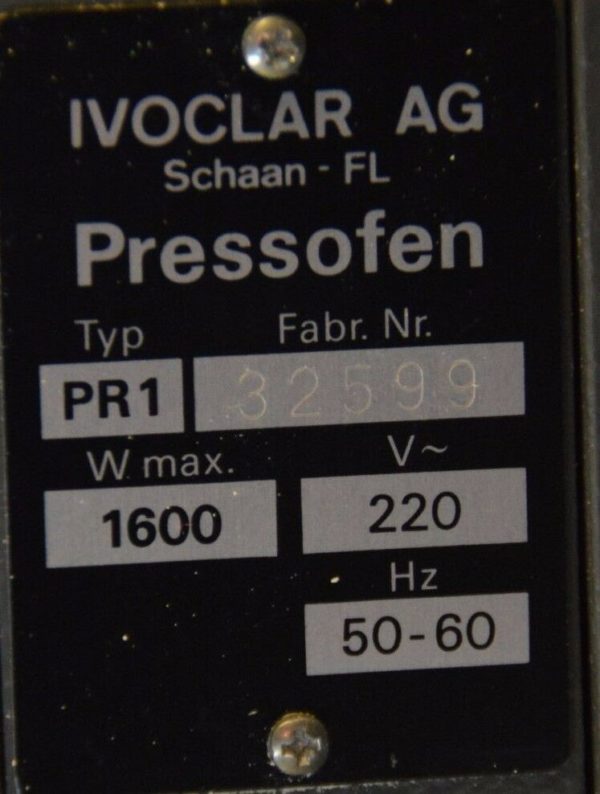 IVOCLAR AG
Schaan - FL
Pressofen
Typ Fabr. Nr.
PR1 32599
W max. V~
1600 220
Hz
50-60